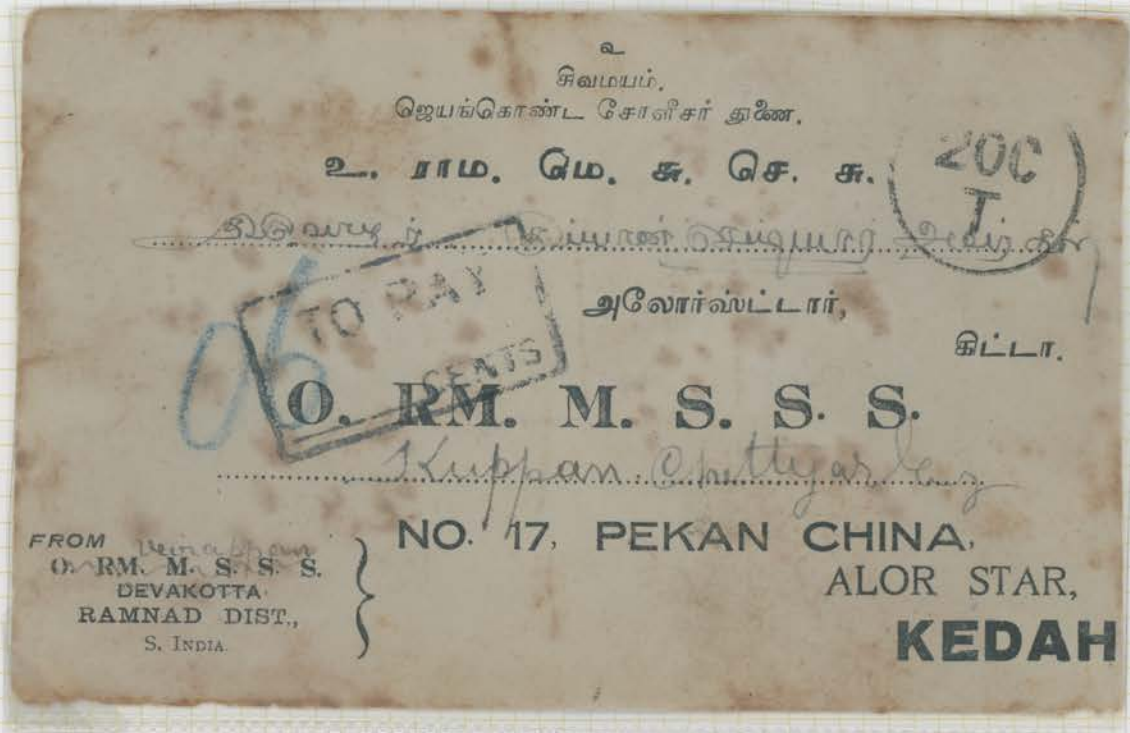 உ
சிவமயம்.
ஜெயங்கொண்ட சோளீசர் துணை.
உ. ராம. மெ. சு. செ. சு.
20C
T
TO PAY
CENTS
அலோர்ஸ்ட்டார்,
கிட்டா.
O. RM. M. S. S. S.
Kuppan Chettyar
NO. 17, PEKAN CHINA,
ALOR STAR,
KEDAH
FROM
O. RM. M. S. S. S.
DEVAKOTTA
RAMNAD DIST.,
S. INDIA.